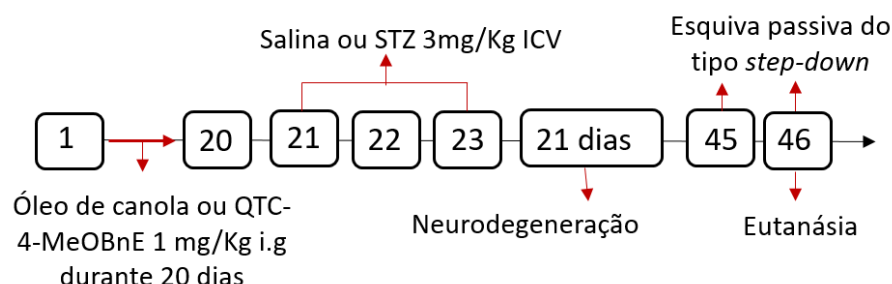 Salina ou STZ 3mg/Kg ICV
Esquiva passiva do
tipo step-down
1
20
21
22
23
21 dias
45
46
Óleo de canola ou QTC-
4-MeOBnE 1 mg/Kg i.g
durante 20 dias
Neurodegeneração
Eutanásia